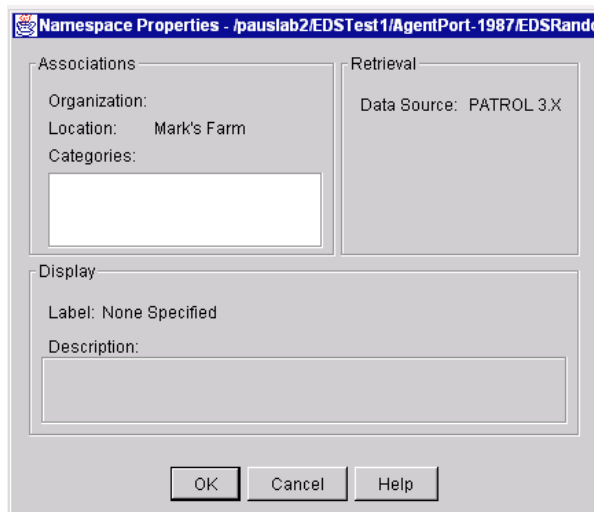 Namespace Properties - /pauslab2/EDSTest1/AgentPort-1987/EDSRando
Associations
Organization:
Location: Mark's Farm
Categories:
Retrieval
Data Source: PATROL 3.X
Display
Label: None Specified
Description:
OK Cancel Help